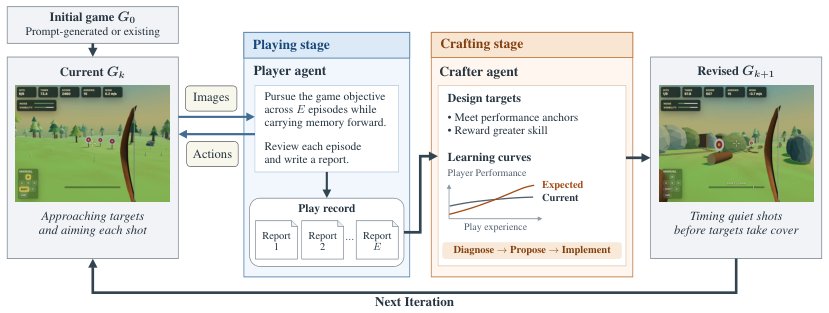 Initial game G0
Prompt-generated or existing
Current Gk
Approaching targets
and aiming each shot
Images
Actions
Playing stage
Player agent
Pursue the game objective
across E episodes while
carrying memory forward.
Review each episode
and write a report.
Play record
Report
1
Report
2
...
Report
E
Crafting stage
Crafter agent
Design targets
• Meet performance anchors
• Reward greater skill
Learning curves
Player Performance
Expected
Current
Play experience
Diagnose → Propose → Implement
Revised Gk+1
Timing quiet shots
before targets take cover
Next Iteration